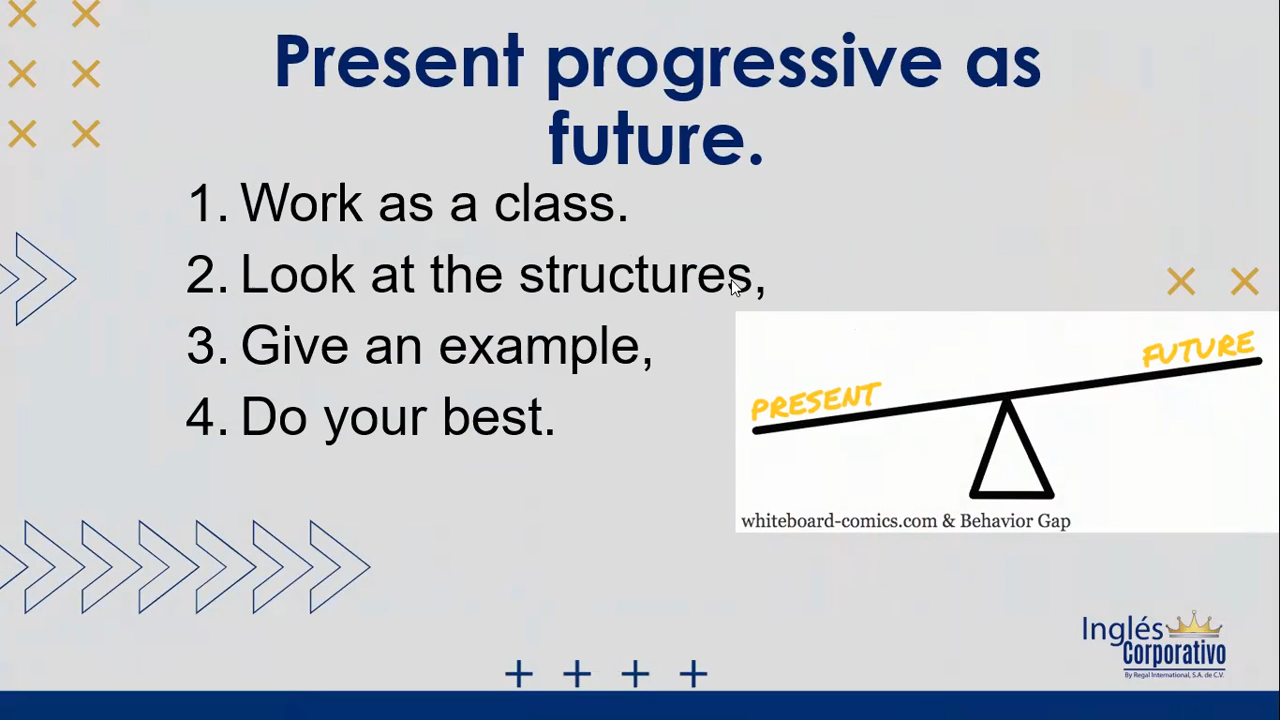 Present progressive as
future.
1. Work as a class.
2. Look at the structures,
3. Give an example,
4. Do your best.
PRESENT
FUTURE
whiteboard-comics.com & Behavior Gap
Inglés
Corporativo
By Regal International, S.A. de C.V.